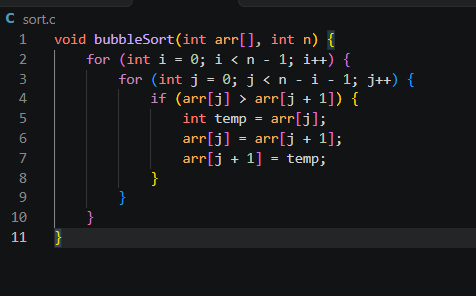 C sort.c
1 void bubbleSort(int arr[], int n) {
2     for (int i = 0; i < n - 1; i++) {
3         for (int j = 0; j < n - i - 1; j++) {
4             if (arr[j] > arr[j + 1]) {
5                 int temp = arr[j];
6                 arr[j] = arr[j + 1];
7                 arr[j + 1] = temp;
8             }
9         }
10     }
11 }